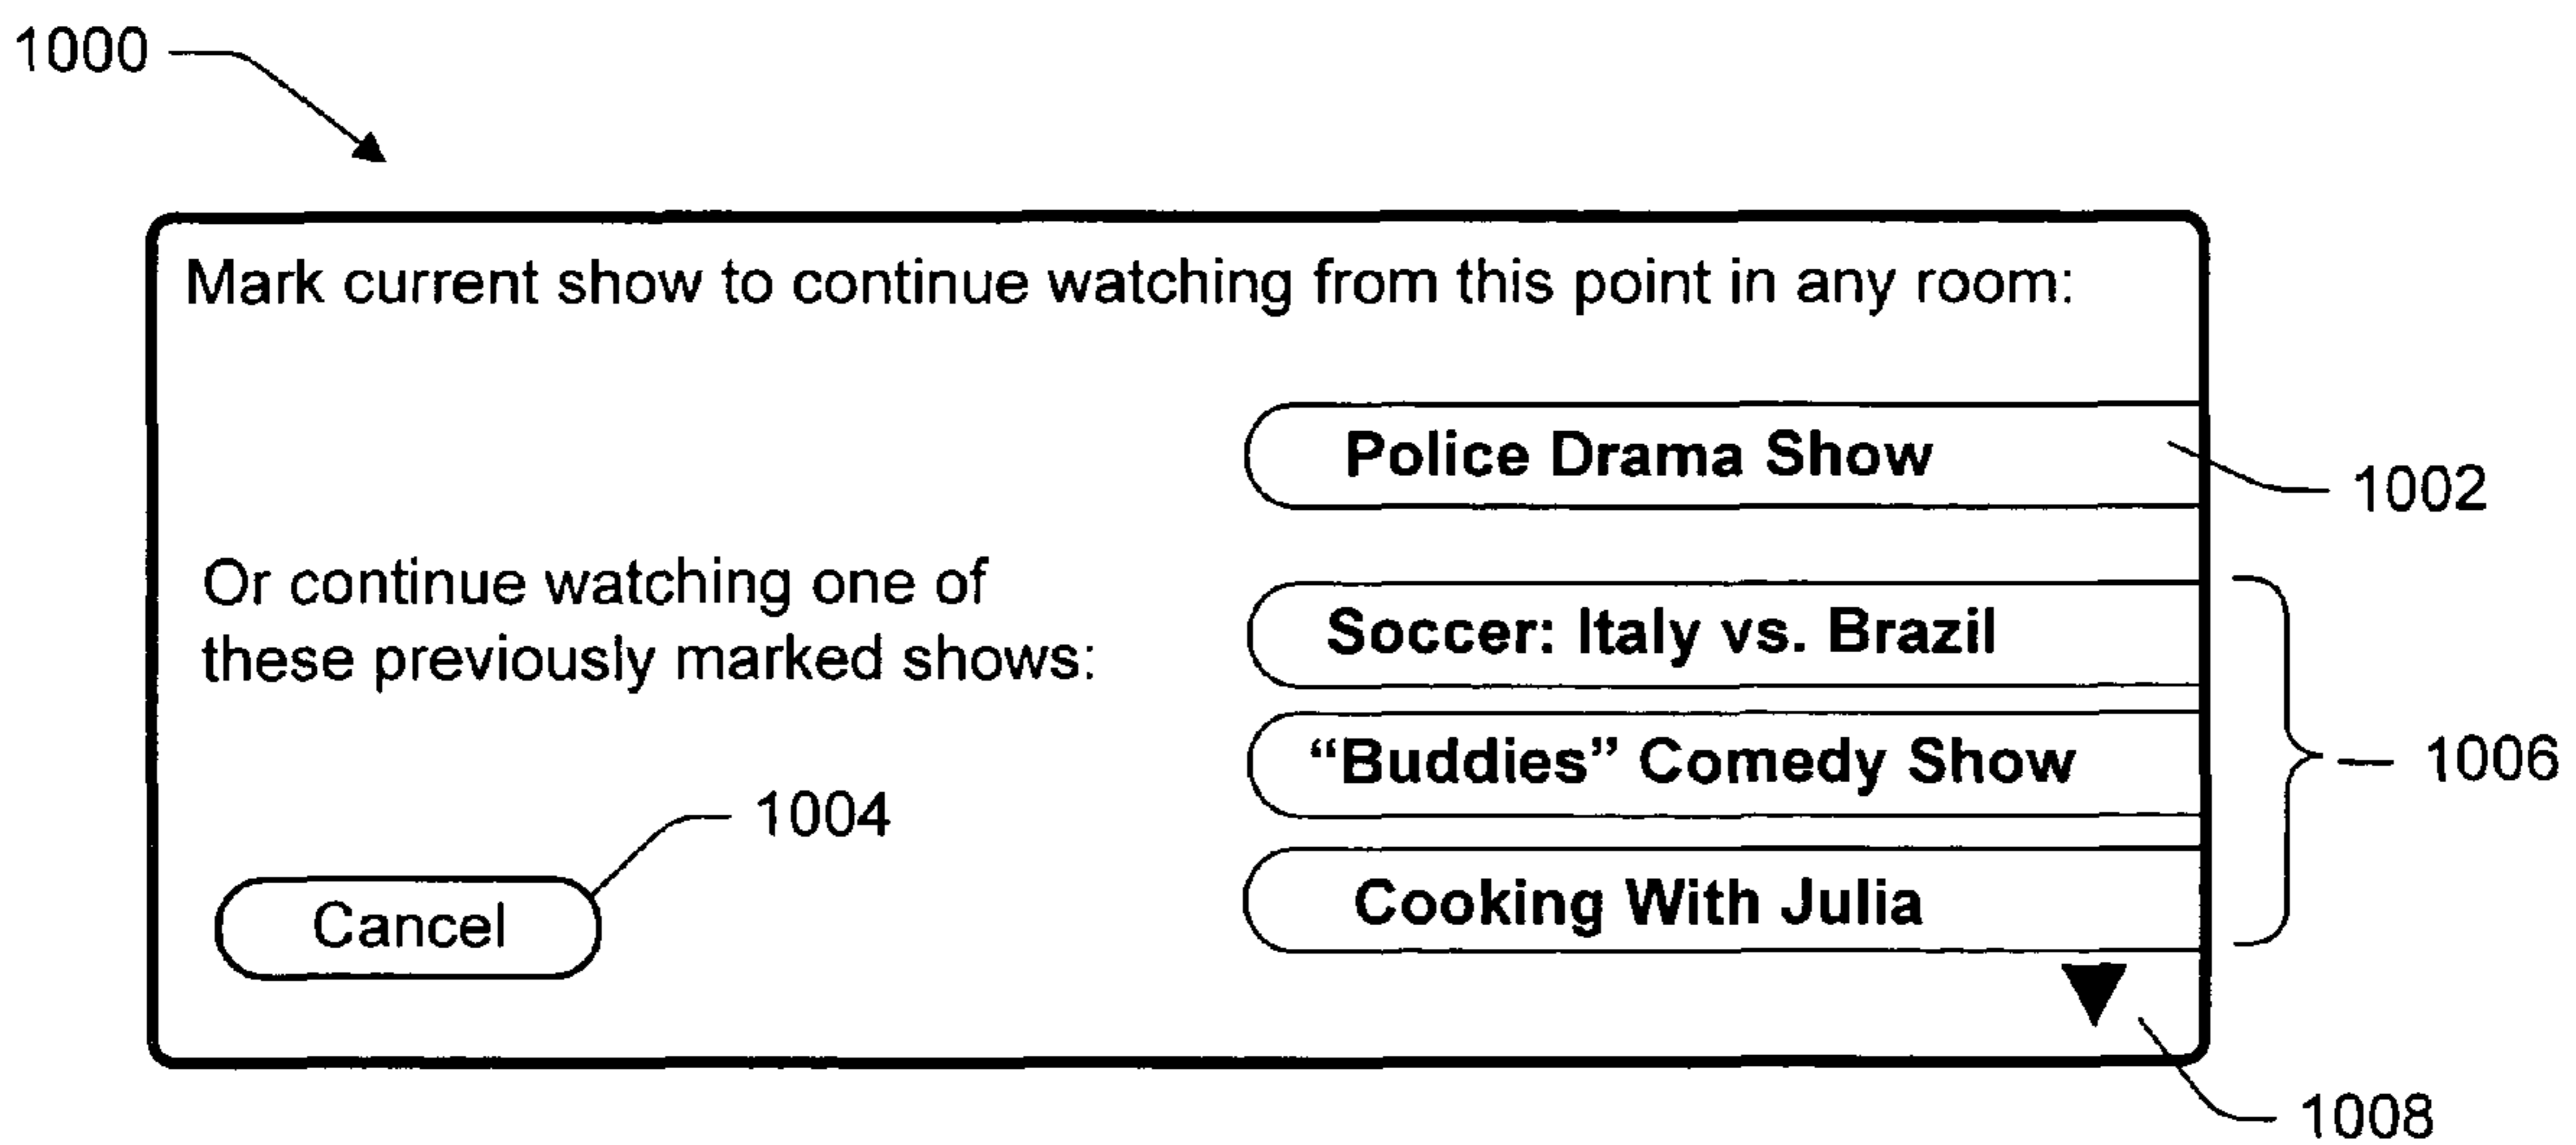 1000
Mark current show to continue watching from this point in any room:
Police Drama Show
1002
Or continue watching one of
these previously marked shows:
Soccer: Italy vs. Brazil
“Buddies” Comedy Show
1006
1004
Cancel
Cooking With Julia
1008